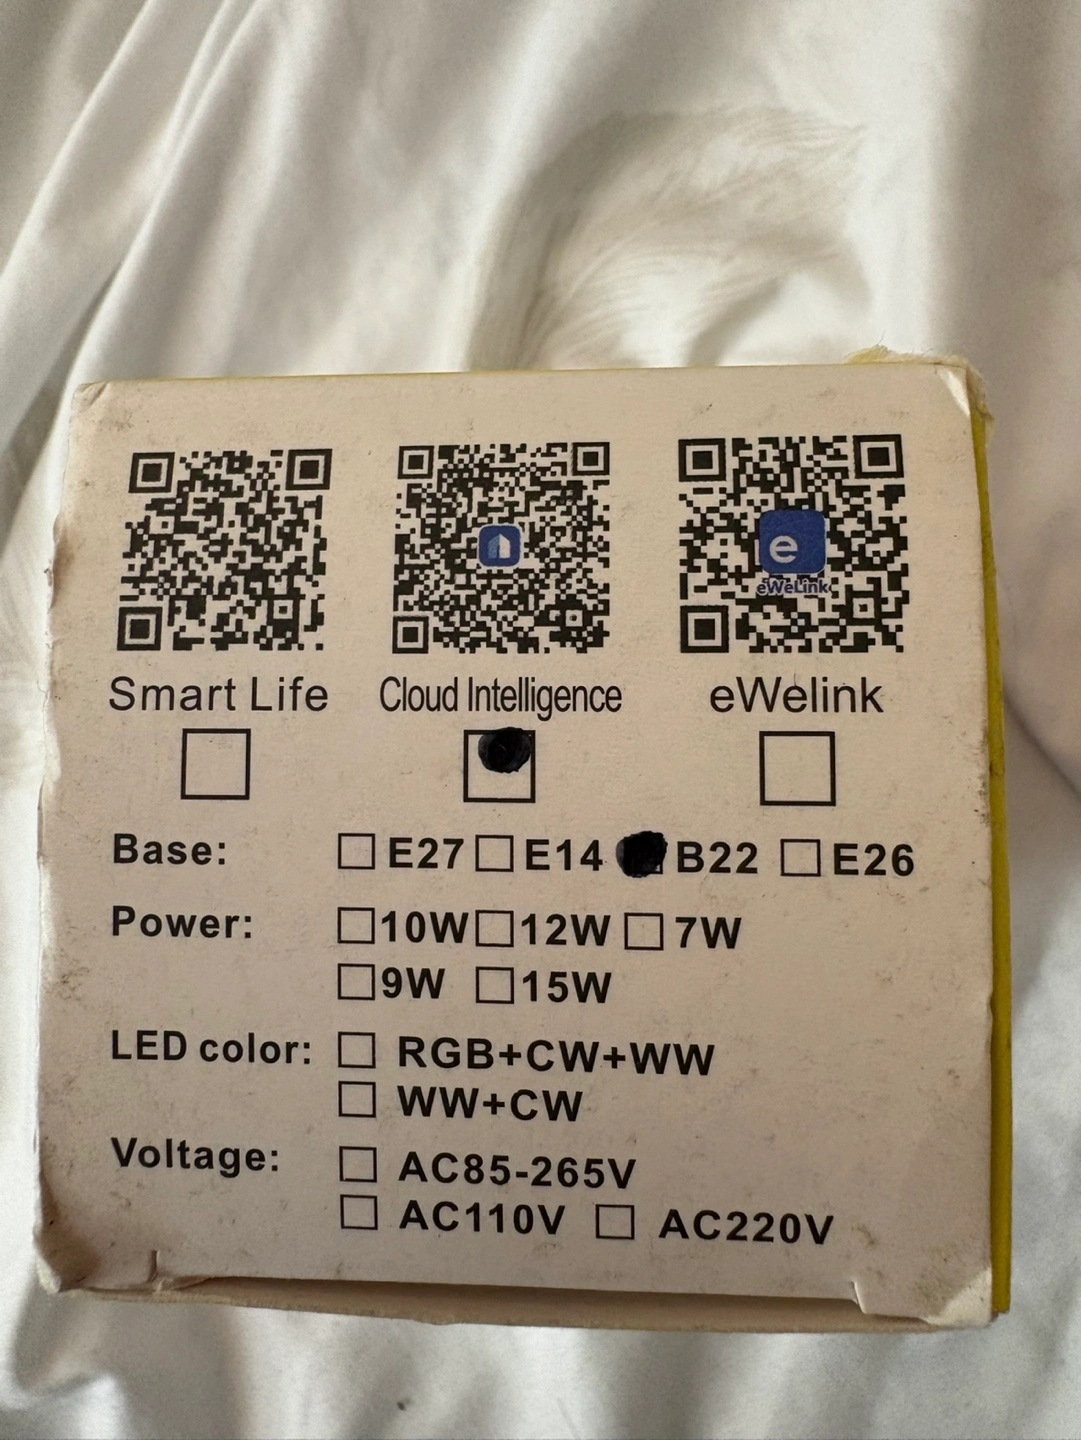 e
eWeLink
Smart Life Cloud Intelligence eWelink
Base: E27 E14 B22 E26
Power: 10W 12W 7W
9W 15W
LED color: RGB+CW+WW
WW+CW
Voltage: AC85-265V
AC110V AC220V